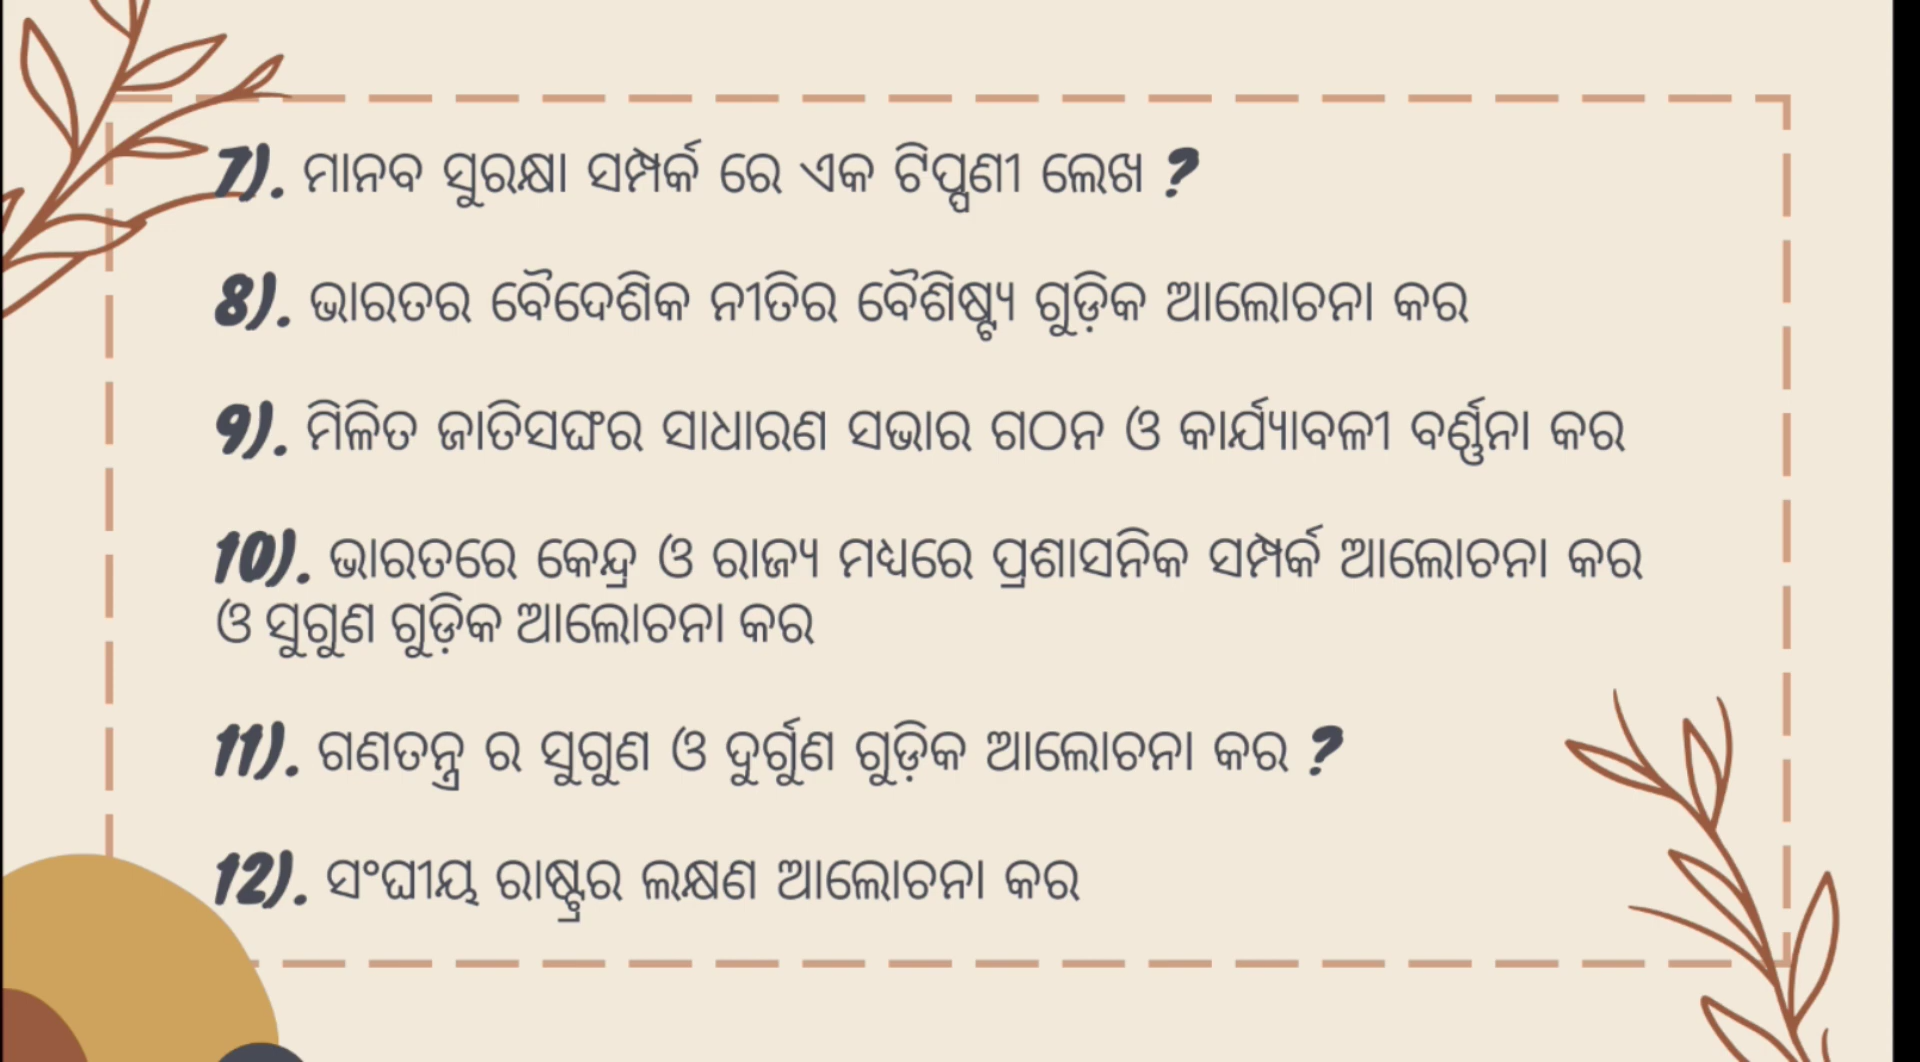 7). ମାନବ ସୁରକ୍ଷା ସମ୍ପର୍କ ରେ ଏକ ଟିପ୍ପଣୀ ଲେଖ ?
8). ଭାରତର ବୈଦେଶିକ ନୀତିର ବୈଶିଷ୍ଟ୍ୟ ଗୁଡ଼ିକ ଆଲୋଚନା କର
9). ମିଳିତ ଜାତିସଙ୍ଘର ସାଧାରଣ ସଭାର ଗଠନ ଓ କାର୍ଯ୍ୟାବଳୀ ବର୍ଣ୍ଣନା କର
10). ଭାରତରେ କେନ୍ଦ୍ର ଓ ରାଜ୍ୟ ମଧ୍ୟରେ ପ୍ରଶାସନିକ ସମ୍ପର୍କ ଆଲୋଚନା କର
ଓ ସୁଗୁଣ ଗୁଡ଼ିକ ଆଲୋଚନା କର
11). ଗଣତନ୍ତ୍ର ର ସୁଗୁଣ ଓ ଦୁର୍ଗୁଣ ଗୁଡ଼ିକ ଆଲୋଚନା କର ?
12). ସଂଘୀୟ ରାଷ୍ଟ୍ରର ଲକ୍ଷଣ ଆଲୋଚନା କର